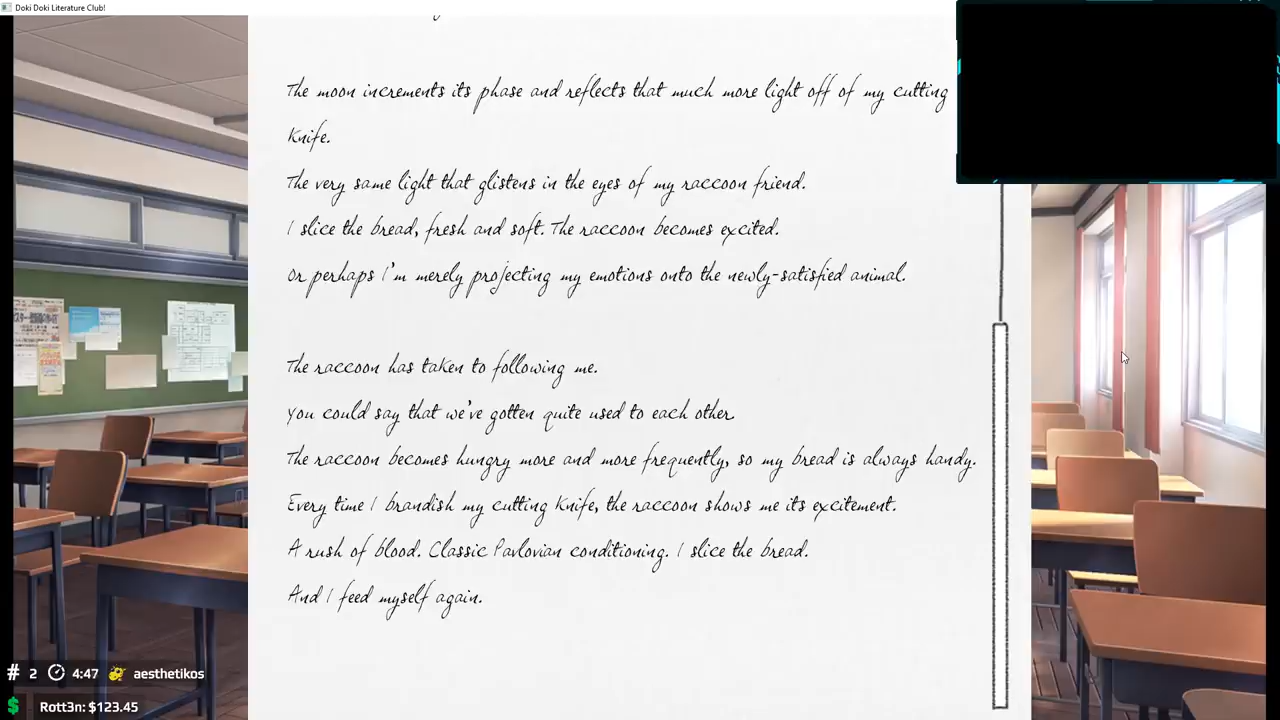 Doki Doki Literature Club!
The moon increments its phase and reflects that much more light off of my cutting
knife.
The very same light that glistens in the eyes of my raccoon friend.
I slice the bread, fresh and soft. The raccoon becomes excited.
Or perhaps I'm merely projecting my emotions onto the newly-satisfied animal.
The raccoon has taken to following me.
You could say that we've gotten quite used to each other
The raccoon becomes hungry more and more frequently, so my bread is always handy.
Every time I brandish my cutting knife, the raccoon shows me its excitement.
A rush of blood. Classic Pavlovian conditioning. I slice the bread.
And I feed myself again.
# 2 4:47 aesthetikos
$ Rott3n: $123.45